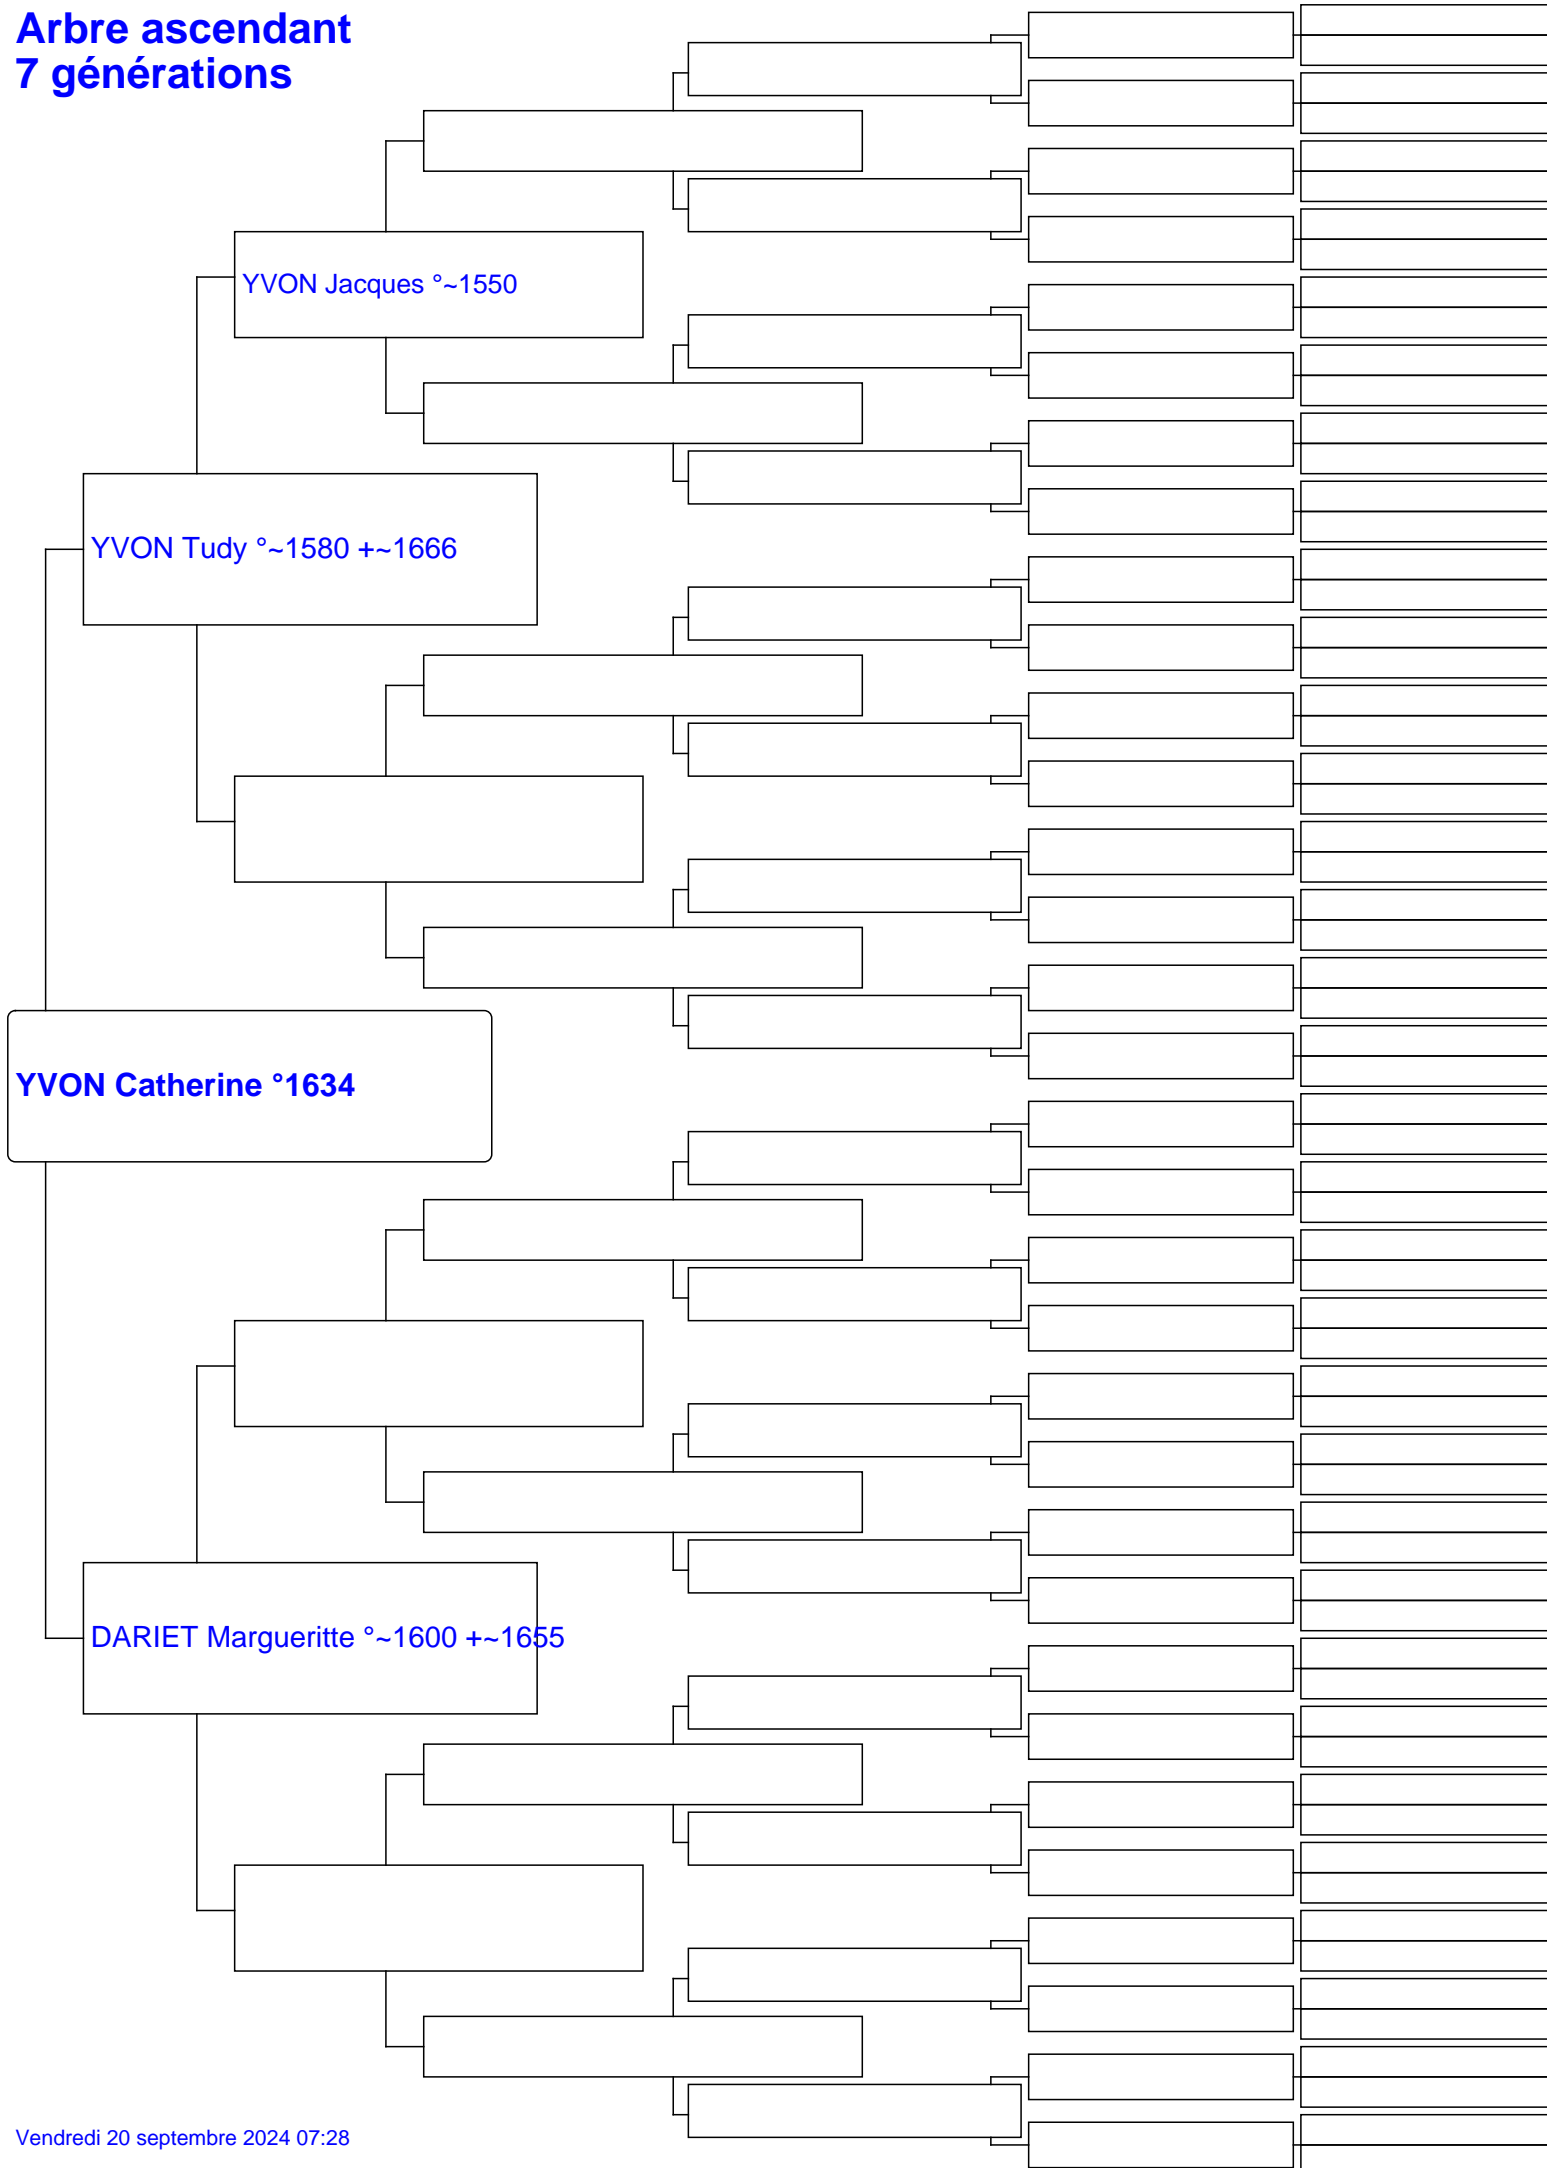 Arbre ascendant
7 générations
YVON Jacques °~1550
YVON Tudy °~1580 +~1666
YVON Catherine °1634
DARIET Margueritte °~1600 +~1655
Vendredi 20 septembre 2024 07:28